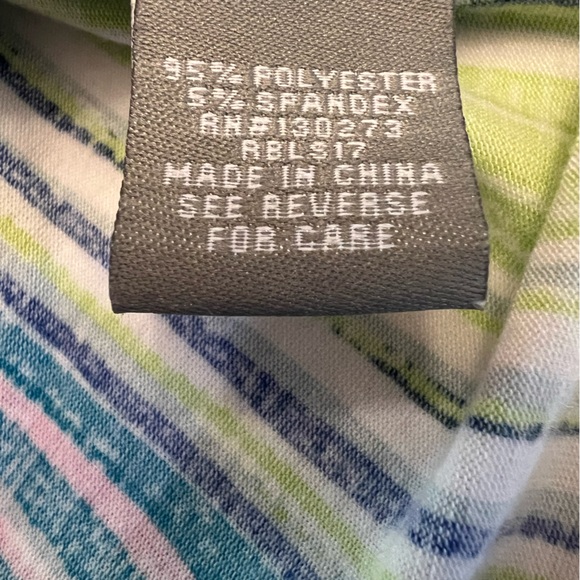 95% POLYESTER
5% SPANDEX
RN#130273
RBLS17
MADE IN CHINA
SEE REVERSE
FOR CARE